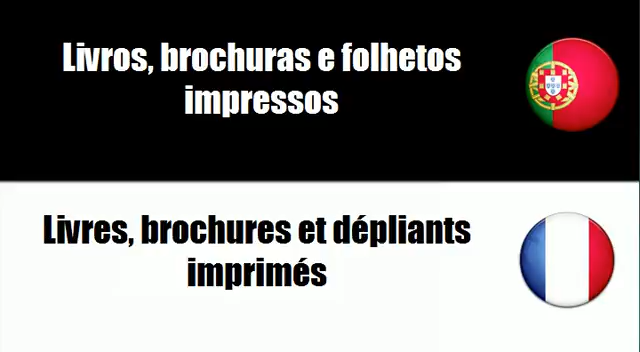 Livros, brochuras e folhetos
impressos
Livres, brochures et dépliants
imprimés